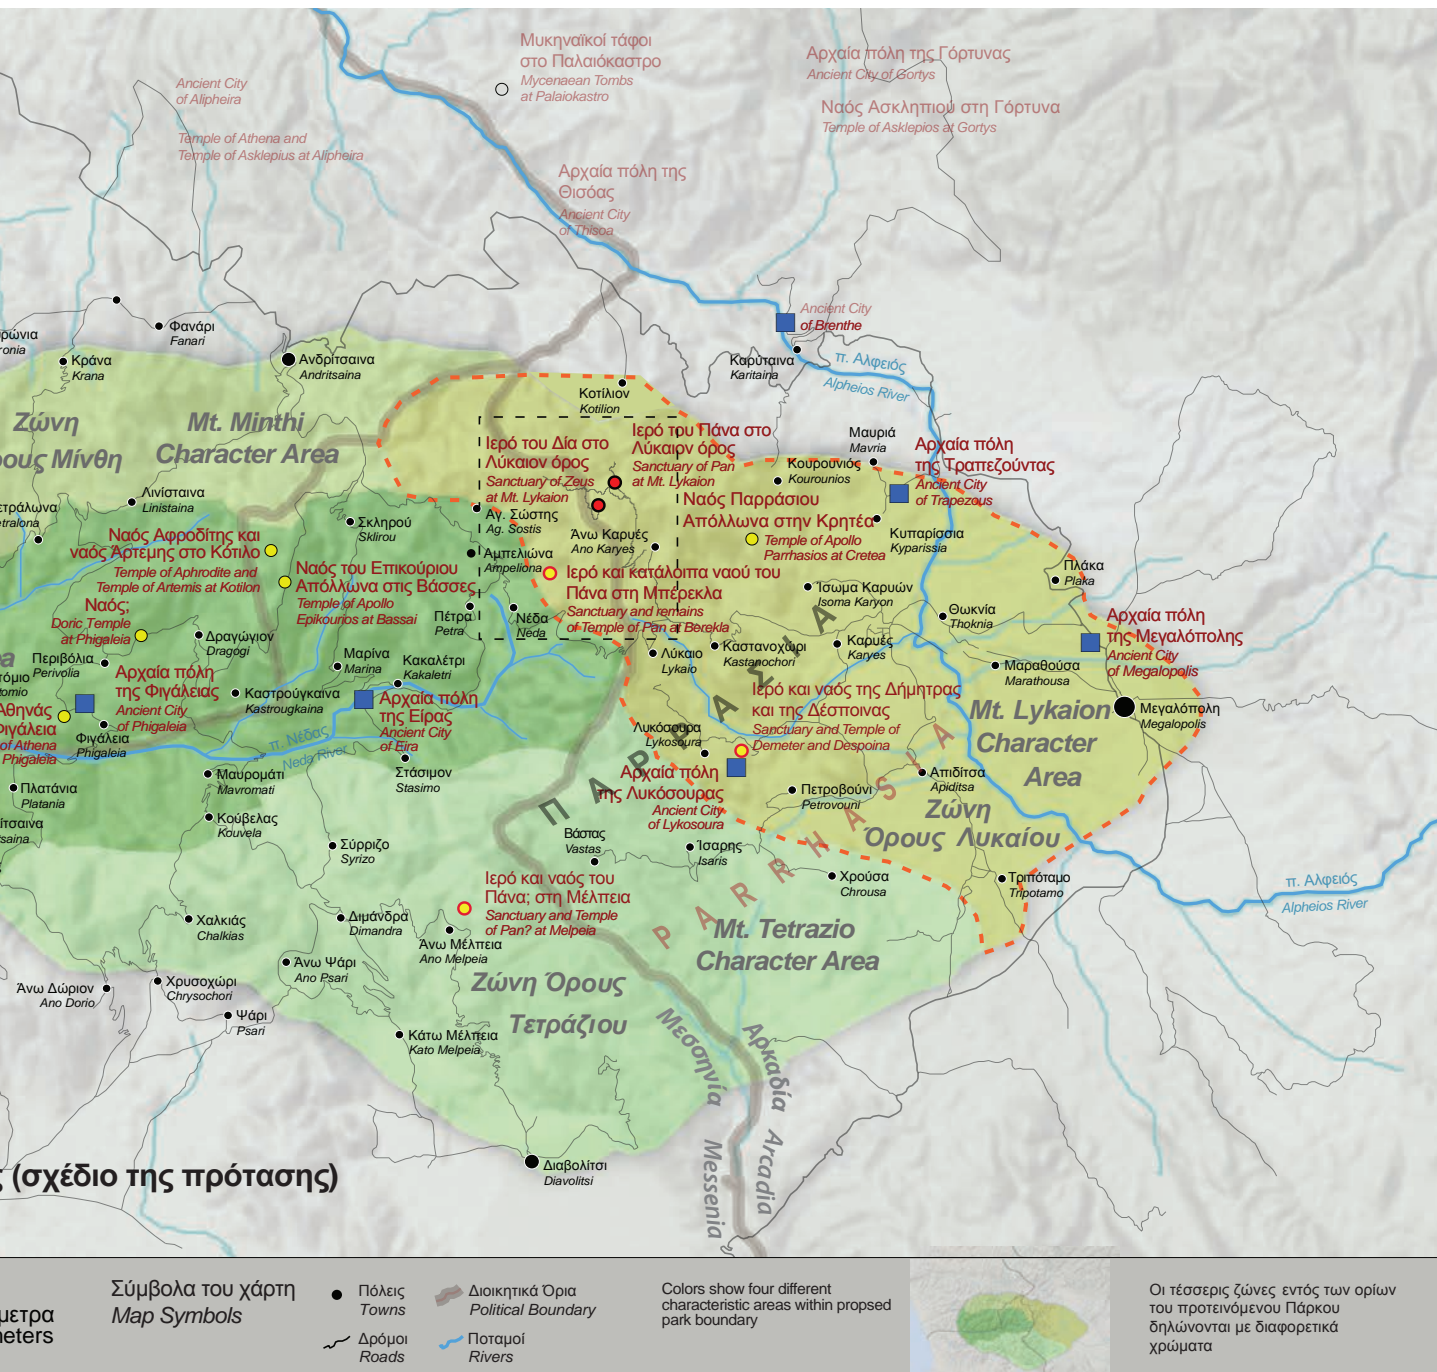 Μυκηναϊκοί τάφοι
στο Παλαιόκαστρο
Mycenaean Tombs
at Palaiokastro
Αρχαία πόλη της Γόρτυνας
Ancient City of Gortys
Ναός Ασκληπιού στη Γόρτυνα
Temple of Asklepios at Gortys
Ancient City
of Alipheira
Temple of Athena and
Temple of Asklepius at Alipheira
Αρχαία πόλη της
Θισόας
Ancient City
of Thisoa
Ancient City
of Brenthe
Φανάρι
Fanari
Κράνα
Krana
Ανδρίτσαινα
Andritsaina
Καρύταινα
Karitaina
π. Αλφειός
Alpheios River
Κοτίλιον
Kotilion
Ζώνη
ους Μίνθη
Mt. Minthi
Character Area
Ιερό του Δία στο
Λύκαιον όρος
Sanctuary of Zeus
at Mt. Lykaion
Ιερό του Πάνα στο
Λύκαιον όρος
Sanctuary of Pan
at Mt. Lykaion
Μαυριά
Mavria
Κουρουνιός
Kourounios
Αρχαία πόλη
της Τραπεζούντας
Ancient City
of Trapezous
Λινίσταινα
Linistaina
Σκληρού
Sklirou
Αγ. Σώστης
Ag. Sostis
Άνω Καρυές
Ano Karyes
Ναός Παρράσιου
Απόλλωνα στην Κρητέα
Temple of Apollo
Parrhasios at Cretea
Κυπαρίσσια
Kyparissia
Ναός Αφροδίτης και
ναός Άρτεμης στο Κότιλο
Temple of Aphrodite and
Temple of Artemis at Kotilon
Ναός του Επικούριου
Απόλλωνα στις Βάσσες
Temple of Apollo
Epikourios at Bassai
Αμπελιώνα
Ampeliona
Ιερό και κατάλοιπα ναού του
Πάνα στη Μπέρεκλα
Sanctuary and remains
of Temple of Pan at Berekla
Ίσωμα Καρυών
Isoma Karyon
Πλάκα
Plaka
Ναός;
Doric Temple
at Phigaleia
Δραγώγιον
Dragogi
Πέτρα
Petra
Νέδα
Neda
Θωκνία
Thoknia
Αρχαία πόλη
της Μεγαλόπολης
Ancient City
of Megalopolis
Περιβόλια
Perivolia
Μαρίνα
Marina
Κακαλέτρι
Kakaletri
Λύκαιο
Lykaio
Καστανοχώρι
Kastanochori
Καρυές
Karyes
Μαραθούσα
Marathousa
Αρχαία πόλη
της Φιγάλειας
Ancient City
of Phigaleia
Καστρούγκαινα
Kastrougkaina
Αρχαία πόλη
της Είρας
Ancient City
of Eira
Ιερό και ναός της Δήμητρας
και της Δέσποινας
Sanctuary and Temple of
Demeter and Despoina
Μεγαλόπολη
Megalopolis
Mt. Lykaion
Character
Area
Φιγάλεια
Phigaleia
π. Νέδας
Neda River
Στάσιμον
Stasimo
Λυκόσουρα
Lykosoura
Αρχαία πόλη
της Λυκόσουρας
Ancient City
of Lykosoura
Απιδίτσα
Apiditsa
Πετροβούνι
Petrovouni
Ζώνη
Όρους Λυκαίου
Πλατάνια
Platania
Μαυρομάτι
Mavromati
Κούβελας
Kouvela
Σύρριζο
Syrizo
Βάστας
Vastas
Ίσαρης
Isaris
Χρούσα
Chrousa
Τριπόταμο
Tripotamo
π. Αλφειός
Alpheios River
ΠΑΡΡΑΣΙΑ
PARRHASIA
Ιερό και ναός του
Πάνα; στη Μέλπεια
Sanctuary and Temple
of Pan? at Melpeia
Χαλκιάς
Chalkias
Διμάνδρα
Dimandra
Άνω Μέλπεια
Ano Melpeia
Mt. Tetrazio
Character Area
Άνω Ψάρι
Ano Psari
Ζώνη Όρους
Τετράζιου
Άνω Δώριον
Ano Dorio
Χρυσοχώρι
Chrysochori
Ψάρι
Psari
Κάτω Μέλπεια
Kato Melpeia
Μεσσηνία
Messenia
Αρκαδία
Arcadia
Διαβολίτσι
Diavolitsi
(σχέδιο της πρότασης)
Σύμβολα του χάρτη
Map Symbols
Πόλεις
Towns
Δρόμοι
Roads
Διοικητικά Όρια
Political Boundary
Ποταμοί
Rivers
Colors show four different
characteristic areas within propsed
park boundary
Οι τέσσερις ζώνες εντός των ορίων
του προτεινόμενου Πάρκου
δηλώνονται με διαφορετικά
χρώματα